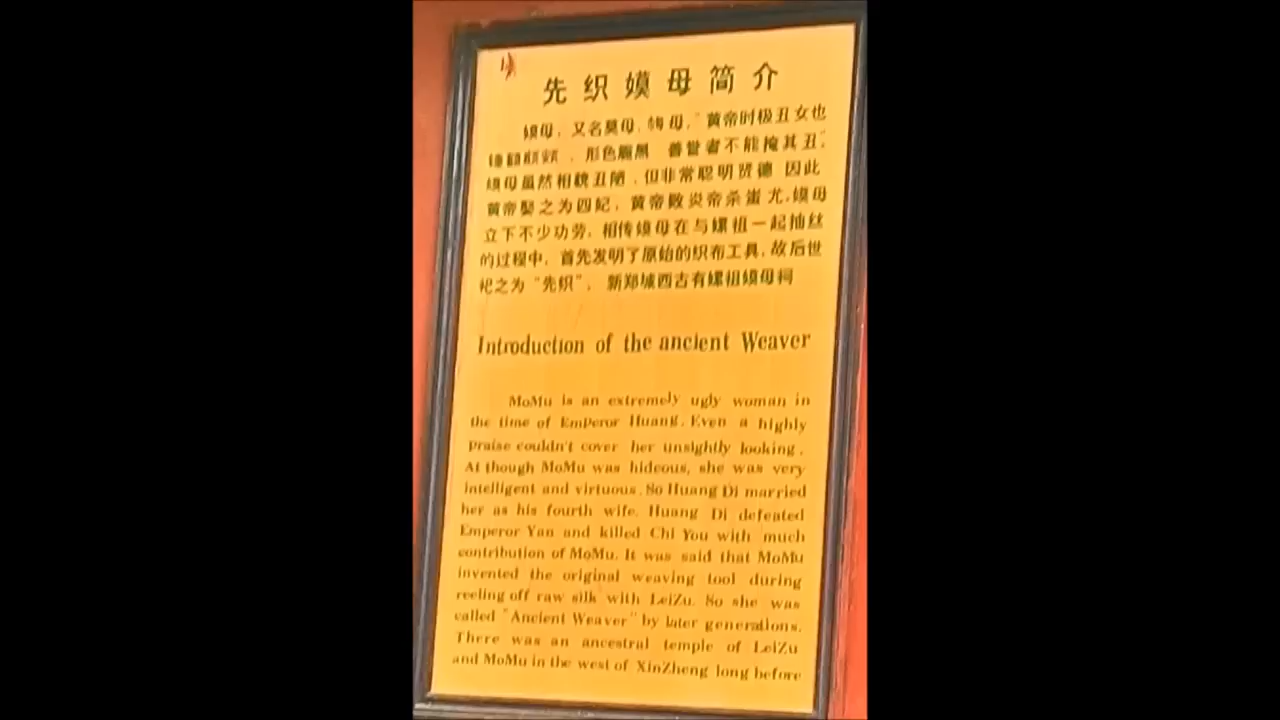 先织嫫母简介
嫫母，又名莫母，嗨母，“黄帝时极丑女也
，形色黑 善誉者不能掩其丑”，
嫫母虽然相貌丑陋，但非常聪明贤德 因此
黄帝娶之为四妃，黄帝败炎帝杀蚩尤，嫫母
立下不少功劳，相传嫫母在与嫘祖一起抽丝
的过程中，首先发明了原始的织布工具，故后世
祀之为“先织”，新郑城西古有嫘祖嫫母祠
Introduction of the ancient Weaver
MoMu is an extremely ugly woman in
the time of Emperor Huang. Even a highly
praise couldn't cover her unsightly looking.
At though MoMu was hideous, she was very
intelligent and virtuous. So Huang Di married
her as his fourth wife. Huang Di defeated
Emperor Yan and killed Chi You with much
contribution of MoMu. It was said that MoMu
invented the original weaving tool during
reeling off raw silk with LeiZu. So she was
called "Ancient Weaver" by later generations.
There was an ancestral temple of LeiZu
and MoMu in the west of XinZheng long before